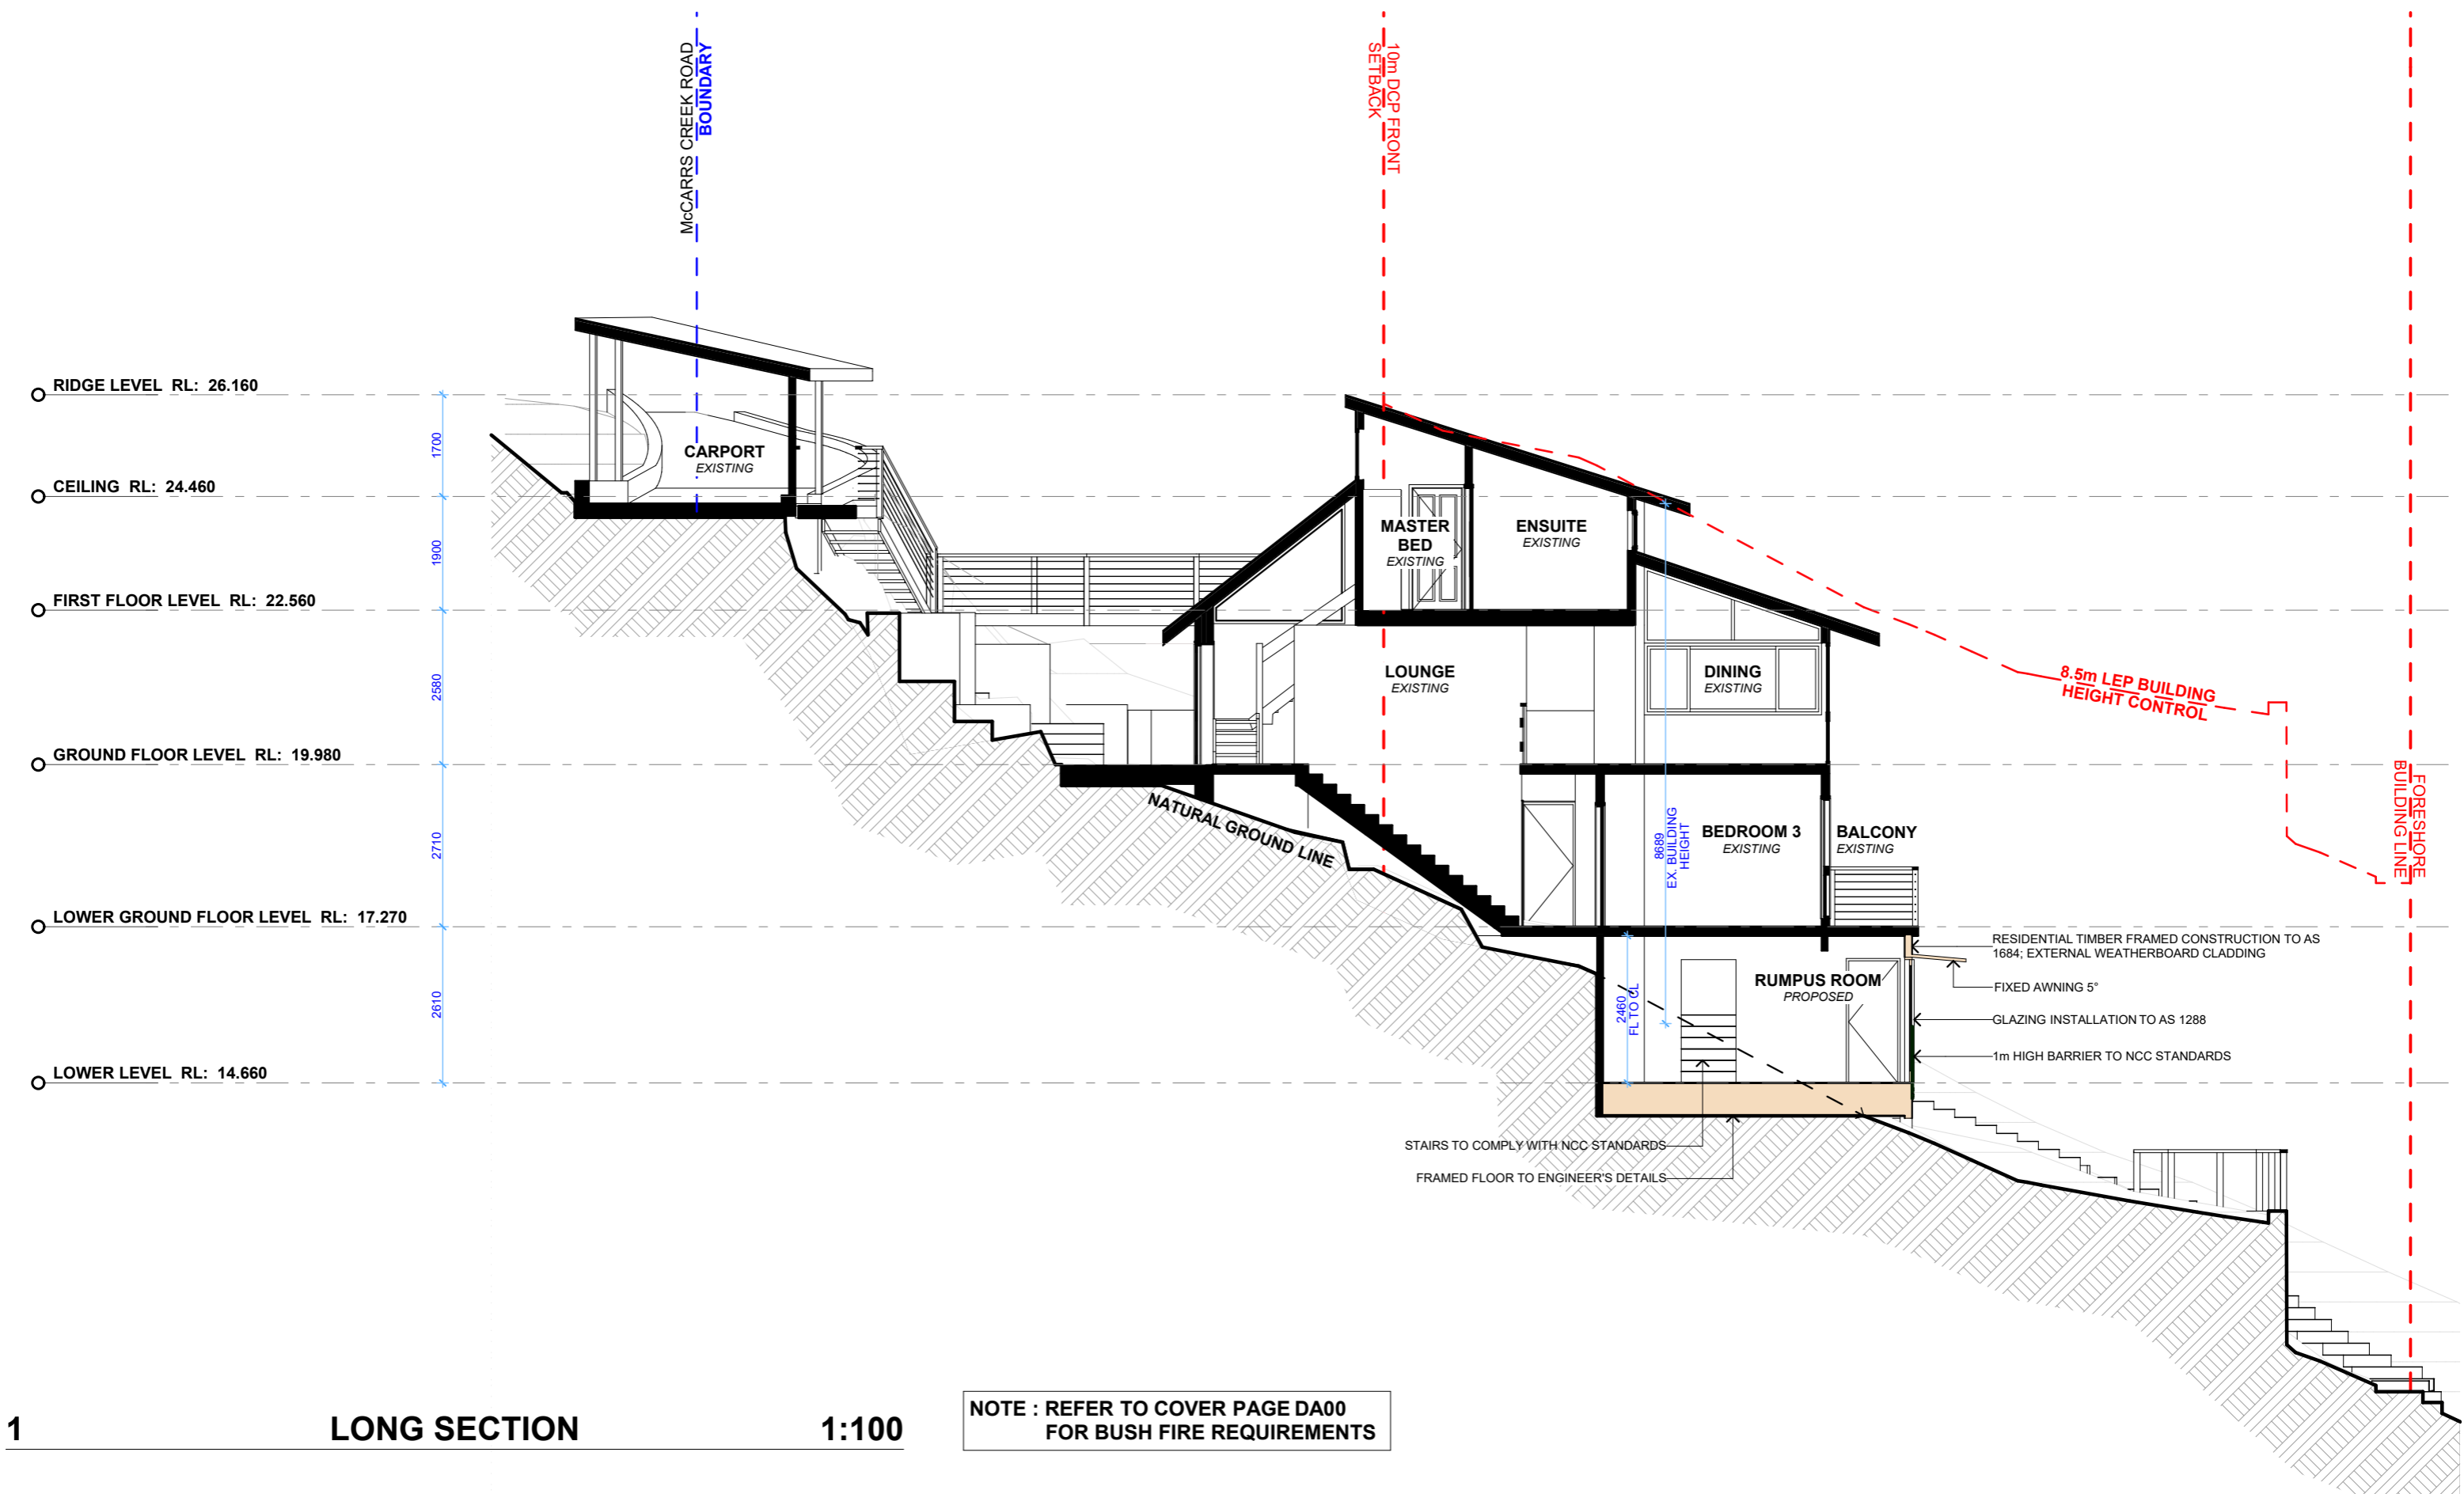 McCARRS CREEK ROAD
BOUNDARY
10m DCP FRONT
SETBACK
RIDGE LEVEL RL: 26.160
1700
CARPORT
EXISTING
CEILING RL: 24.460
MASTER
BED
EXISTING
ENSUITE
EXISTING
1900
FIRST FLOOR LEVEL RL: 22.560
2580
LOUNGE
EXISTING
DINING
EXISTING
8.5m LEP BUILDING
HEIGHT CONTROL
GROUND FLOOR LEVEL RL: 19.980
FORESHORE
BUILDING LINE
NATURAL GROUND LINE
2710
8689
EX. BUILDING
HEIGHT
BEDROOM 3
EXISTING
BALCONY
EXISTING
LOWER GROUND FLOOR LEVEL RL: 17.270
RESIDENTIAL TIMBER FRAMED CONSTRUCTION TO AS
1684; EXTERNAL WEATHERBOARD CLADDING
RUMPUS ROOM
PROPOSED
FIXED AWNING 5°
2610
2460
FL TO CL
GLAZING INSTALLATION TO AS 1288
1m HIGH BARRIER TO NCC STANDARDS
LOWER LEVEL RL: 14.660
STAIRS TO COMPLY WITH NCC STANDARDS
FRAMED FLOOR TO ENGINEER'S DETAILS
NOTE : REFER TO COVER PAGE DA00
FOR BUSH FIRE REQUIREMENTS
1 LONG SECTION 1:100